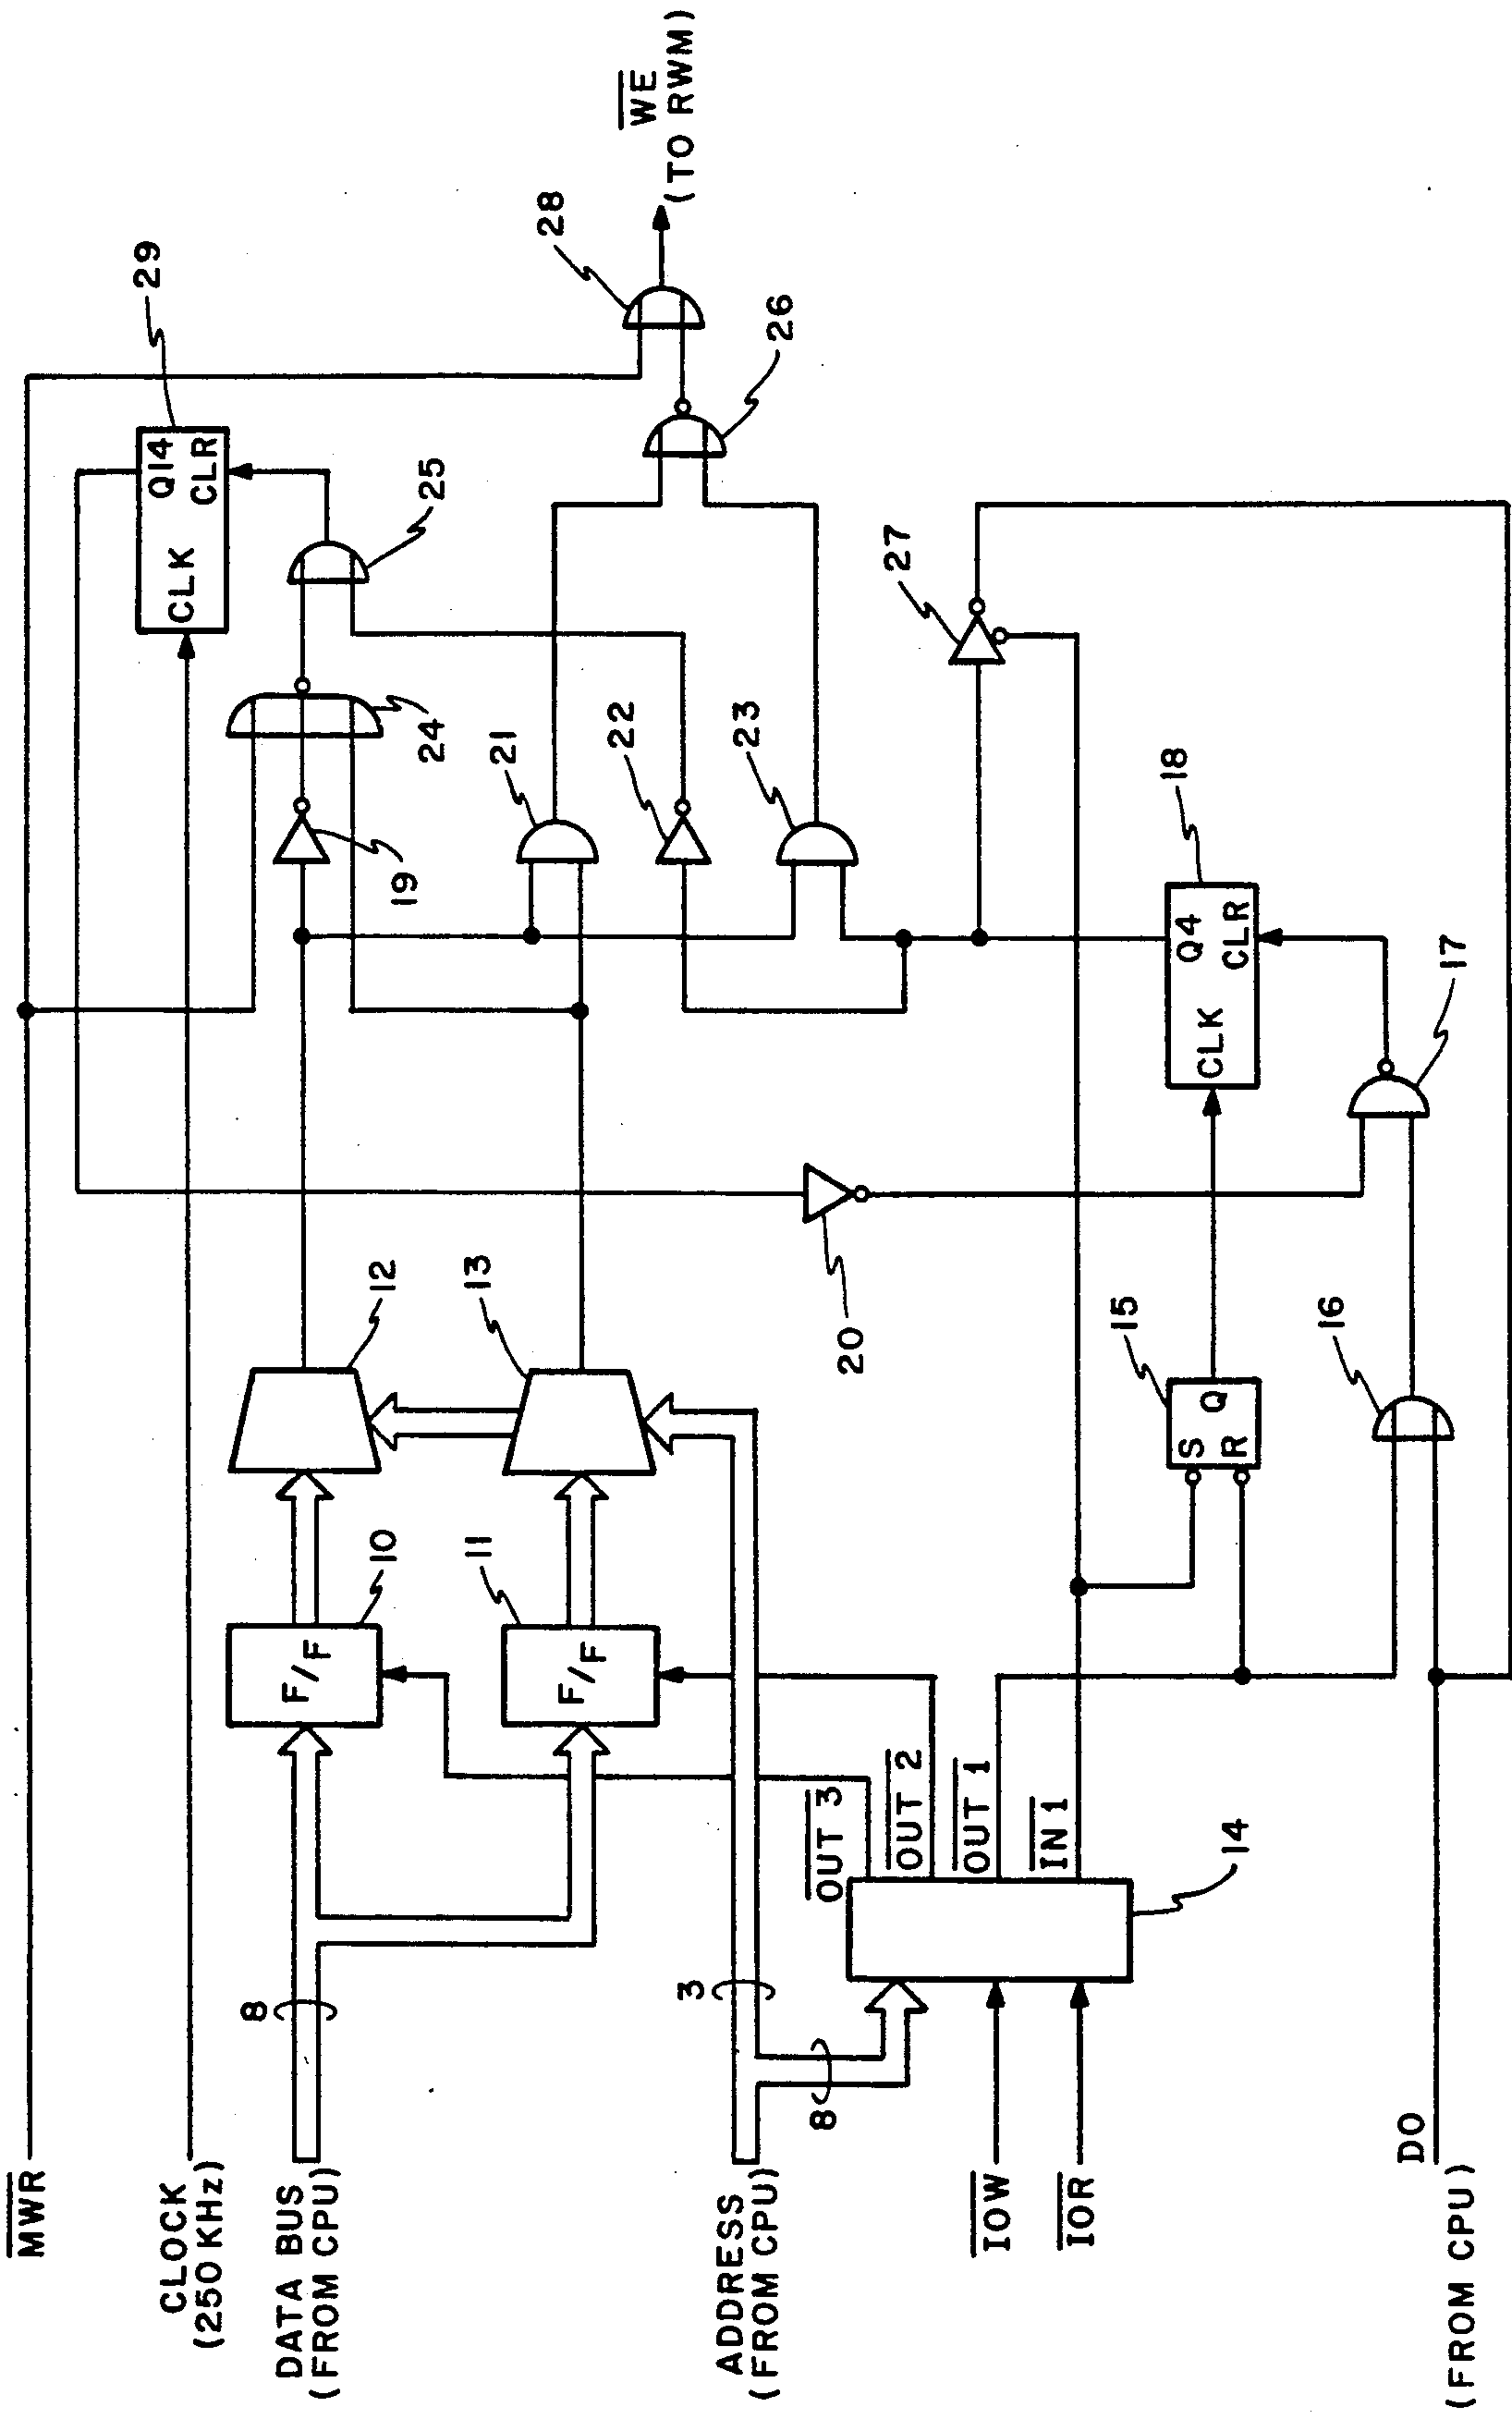 MWR
CLOCK
(250 KHz)
DATA BUS
(FROM CPU)
ADDRESS
(FROM CPU)
IOW
IOR
DO
(FROM CPU)
8
3
8
14
OUT 3
OUT 2
OUT 1
IN 1
F/F
10
F/F
11
12
13
S Q
R
15
16
20
17
CLK Q4
CLR
18
19
21
22
23
24
25
26
27
28
CLK Q14
CLR
29
WE
(TO RWM)